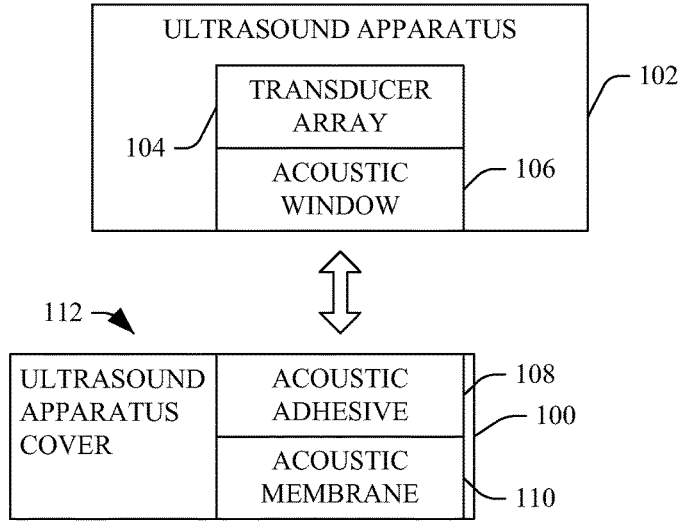 ULTRASOUND APPARATUS
102
TRANSDUCER
ARRAY
104
ACOUSTIC
WINDOW
106
112
ULTRASOUND
APPARATUS
COVER
ACOUSTIC
ADHESIVE
108
100
ACOUSTIC
MEMBRANE
110